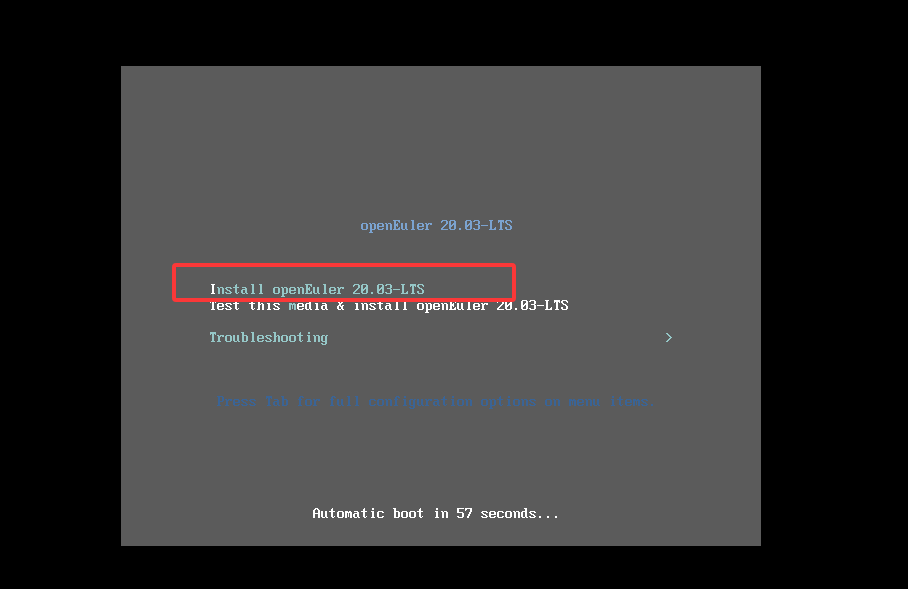 openEuler 20.03-LTS
Install openEuler 20.03-LTS
Test this media & install openEuler 20.03-LTS
Troubleshooting >
Press Tab for full configuration options on menu items.
Automatic boot in 57 seconds...